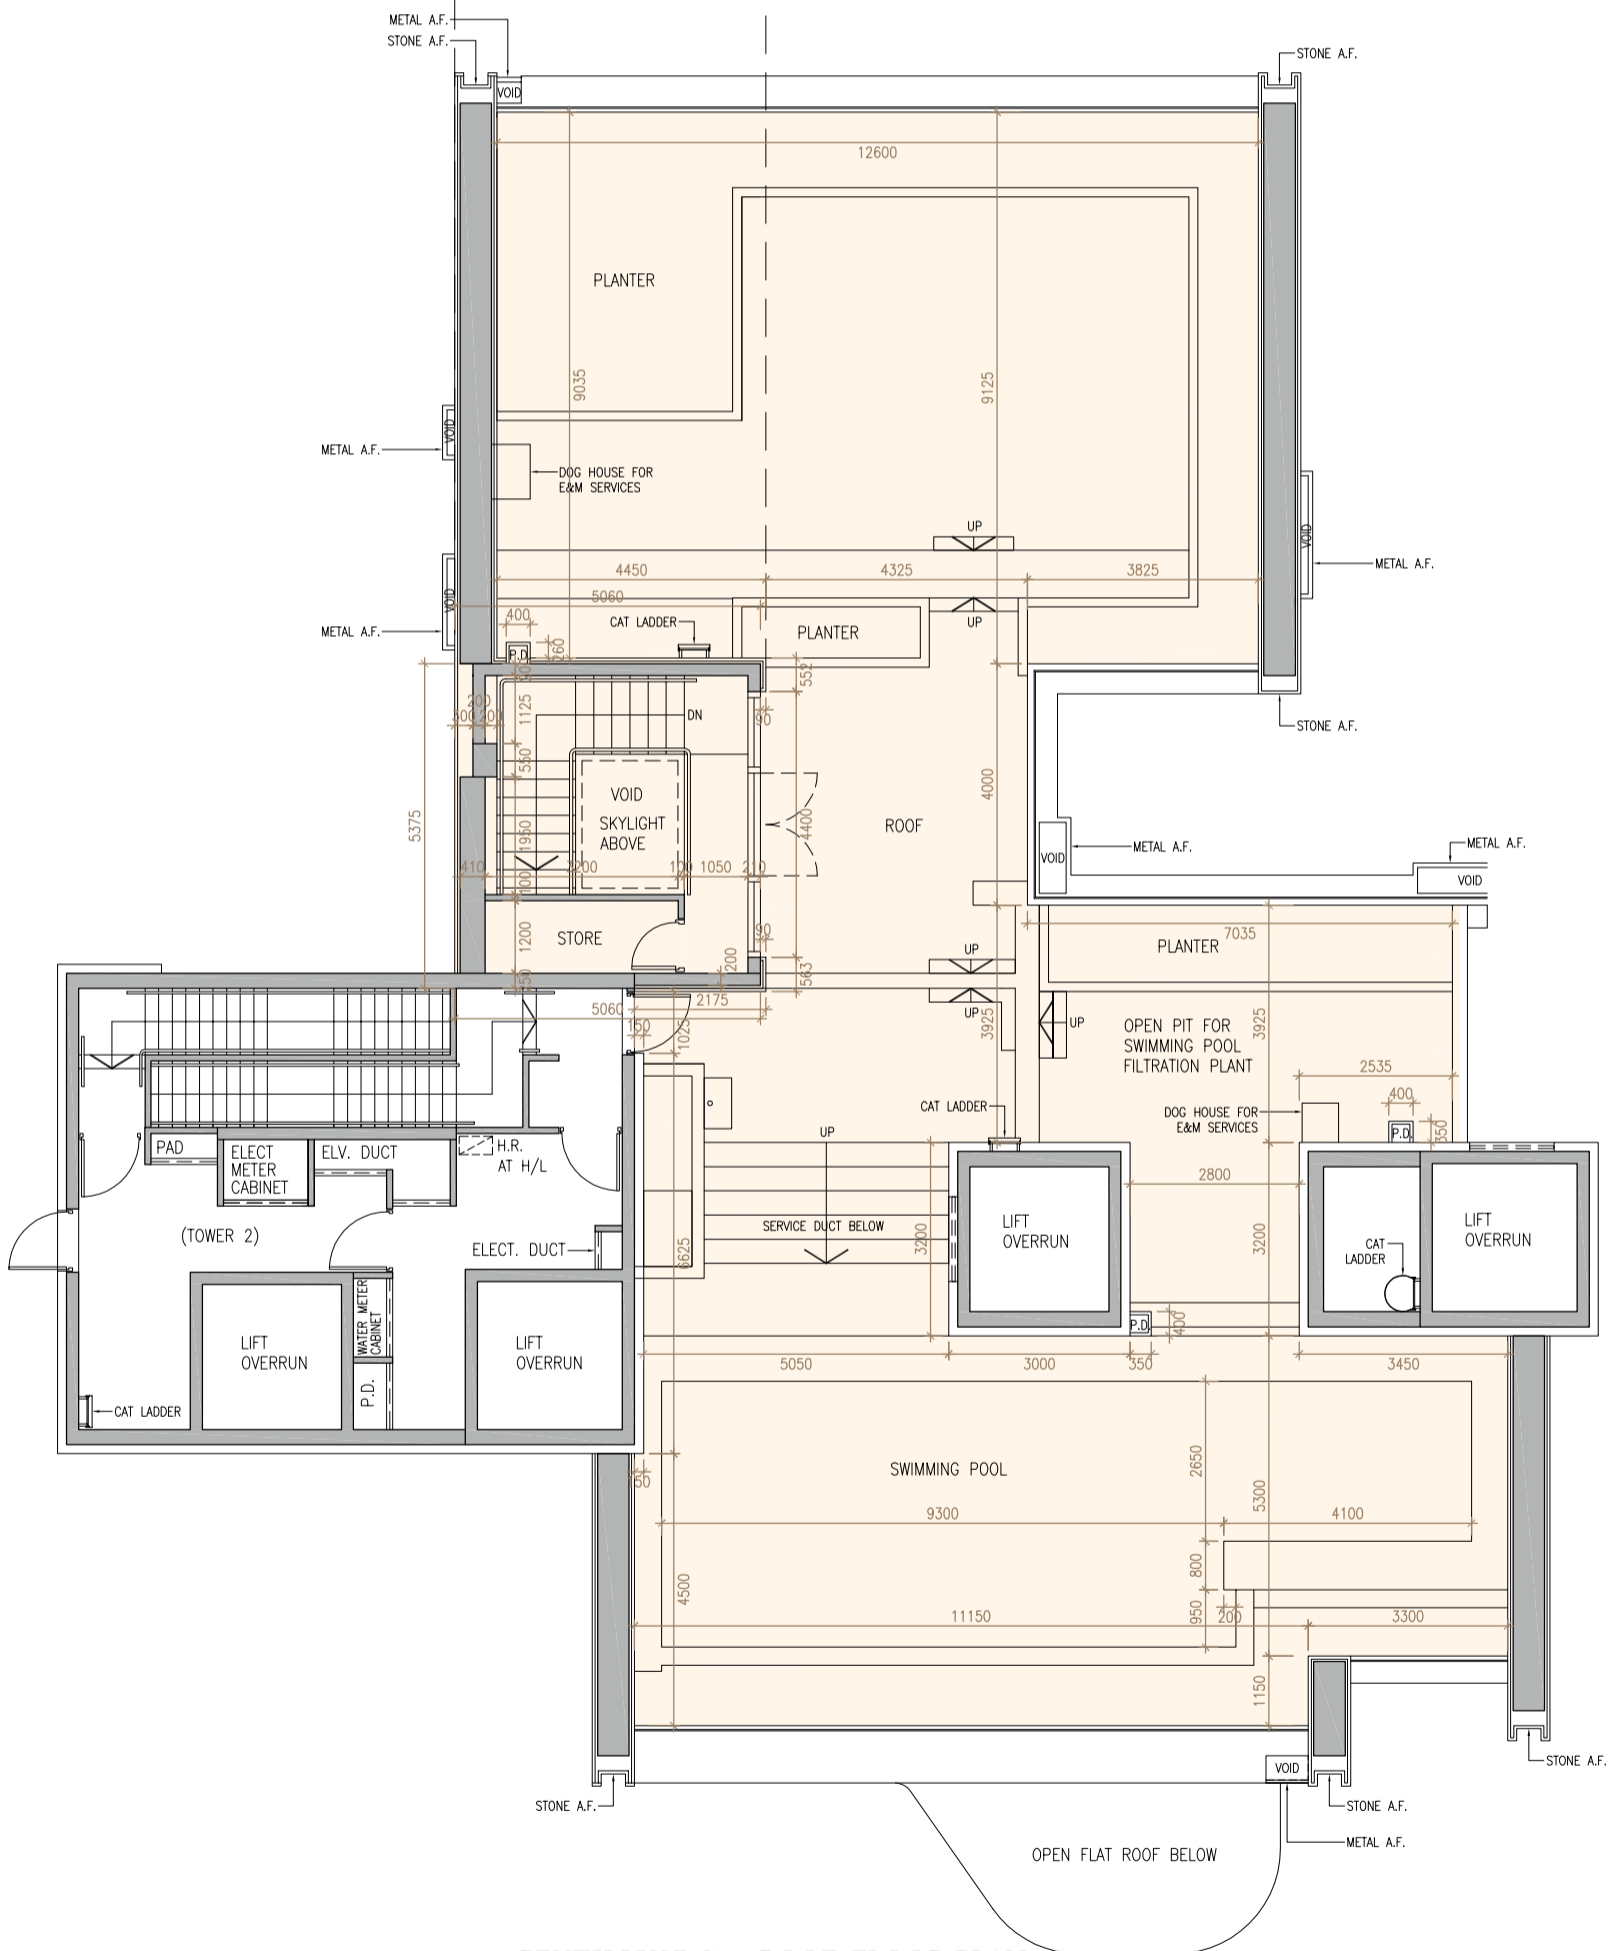 METAL A.F.
STONE A.F.
STONE A.F.
VOID
12600
PLANTER
9035
9125
VOID
METAL A.F.
DOG HOUSE FOR
E&M SERVICES
UP
VOID
METAL A.F.
4450
4325
3825
VOID
5060
400
CAT LADDER
PLANTER
UP
METAL A.F.
P.D.
260
552
200
300
200
1125
DN
90
STONE A.F.
550
4000
VOID
SKYLIGHT
ABOVE
5375
1950
4400
ROOF
METAL A.F.
METAL A.F.
VOID
VOID
410
3200
100
1050
210
100
STORE
1200
90
200
563
UP
7035
PLANTER
5060
2175
150
1025
UP
3925
UP
OPEN PIT FOR
SWIMMING POOL
FILTRATION PLANT
3925
2535
400
CAT LADDER
DOG HOUSE FOR
E&M SERVICES
P.D.
350
PAD
ELECT
METER
CABINET
ELV. DUCT
H.R.
AT H/L
UP
2800
(TOWER 2)
ELECT. DUCT
SERVICE DUCT BELOW
3200
LIFT
OVERRUN
3200
CAT
LADDER
LIFT
OVERRUN
6625
WATER METER
CABINET
LIFT
OVERRUN
LIFT
OVERRUN
P.D.
400
5050
3000
350
3450
P.D.
CAT LADDER
SWIMMING POOL
2650
150
9300
4100
5300
800
4500
11150
950
200
3300
1150
STONE A.F.
VOID
STONE A.F.
STONE A.F.
METAL A.F.
OPEN FLAT ROOF BELOW